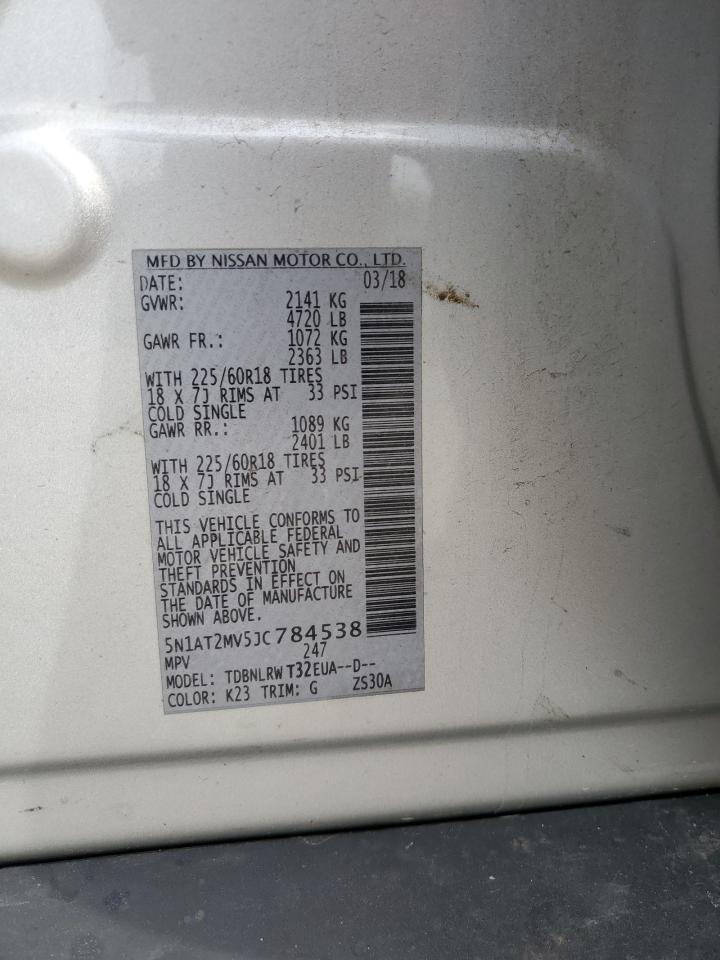 MFD BY NISSAN MOTOR CO., LTD.
DATE: 03/18
GVWR: 2141 KG
4720 LB
GAWR FR.: 1072 KG
2363 LB
WITH 225/60R18 TIRES
18 X 7J RIMS AT 33 PSI
COLD SINGLE
GAWR RR.: 1089 KG
2401 LB
WITH 225/60R18 TIRES
18 X 7J RIMS AT 33 PSI
COLD SINGLE
THIS VEHICLE CONFORMS TO
ALL APPLICABLE FEDERAL
MOTOR VEHICLE SAFETY AND
THEFT PREVENTION
STANDARDS IN EFFECT ON
THE DATE OF MANUFACTURE
SHOWN ABOVE.
5N1AT2MV5JC784538
MPV 247
MODEL: TDBNLRW T32EUA--D--
COLOR: K23 TRIM: G ZS30A